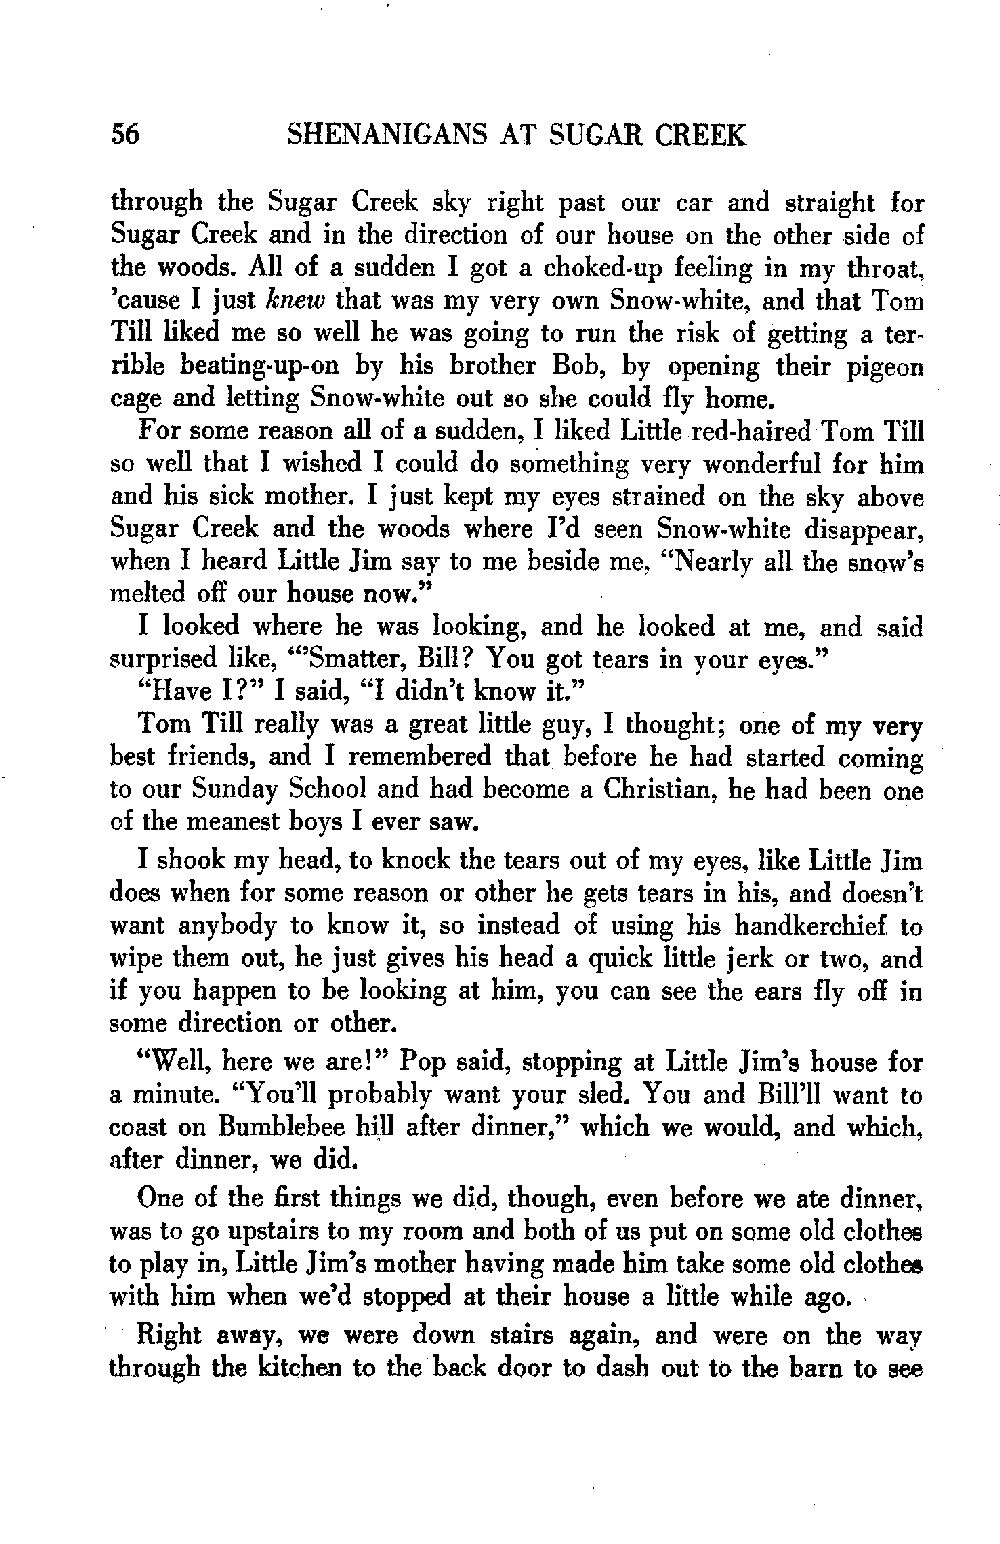 56 SHENANIGANS AT SUGAR CREEK
through the Sugar Creek sky right past our car and straight for
Sugar Creek and in the direction of our house on the other side of
the woods. All of a sudden I got a choked-up feeling in my throat,
’cause I just knew that was my very own Snow-white, and that Tom
Till liked me so well he was going to run the risk of getting a ter-
rible beating-up-on by his brother Bob, by opening their pigeon
cage and letting Snow-white out so she could fly home.
For some reason all of a sudden, I liked Little red-haired Tom Till
so well that I wished I could do something very wonderful for him
and his sick mother. I just kept my eyes strained on the sky above
Sugar Creek and the woods where I’d seen Snow-white disappear,
when I heard Little Jim say to me beside me, “Nearly all the snow’s
melted off our house now.”
I looked where he was looking, and he looked at me, and said
surprised like, “’Smatter, Bill? You got tears in your eyes.”
“Have I?” I said, “I didn’t know it.”
Tom Till really was a great little guy, I thought; one of my very
best friends, and I remembered that before he had started coming
to our Sunday School and had become a Christian, he had been one
of the meanest boys I ever saw.
I shook my head, to knock the tears out of my eyes, like Little Jim
does when for some reason or other he gets tears in his, and doesn’t
want anybody to know it, so instead of using his handkerchief to
wipe them out, he just gives his head a quick little jerk or two, and
if you happen to be looking at him, you can see the ears fly off in
some direction or other.
“Well, here we are!” Pop said, stopping at Little Jim’s house for
a minute. “You’ll probably want your sled. You and Bill’ll want to
coast on Bumblebee hill after dinner,” which we would, and which,
after dinner, we did.
One of the first things we did, though, even before we ate dinner,
was to go upstairs to my room and both of us put on some old clothes
to play in, Little Jim’s mother having made him take some old clothes
with him when we’d stopped at their house a little while ago.
Right away, we were down stairs again, and were on the way
through the kitchen to the back door to dash out to the barn to see